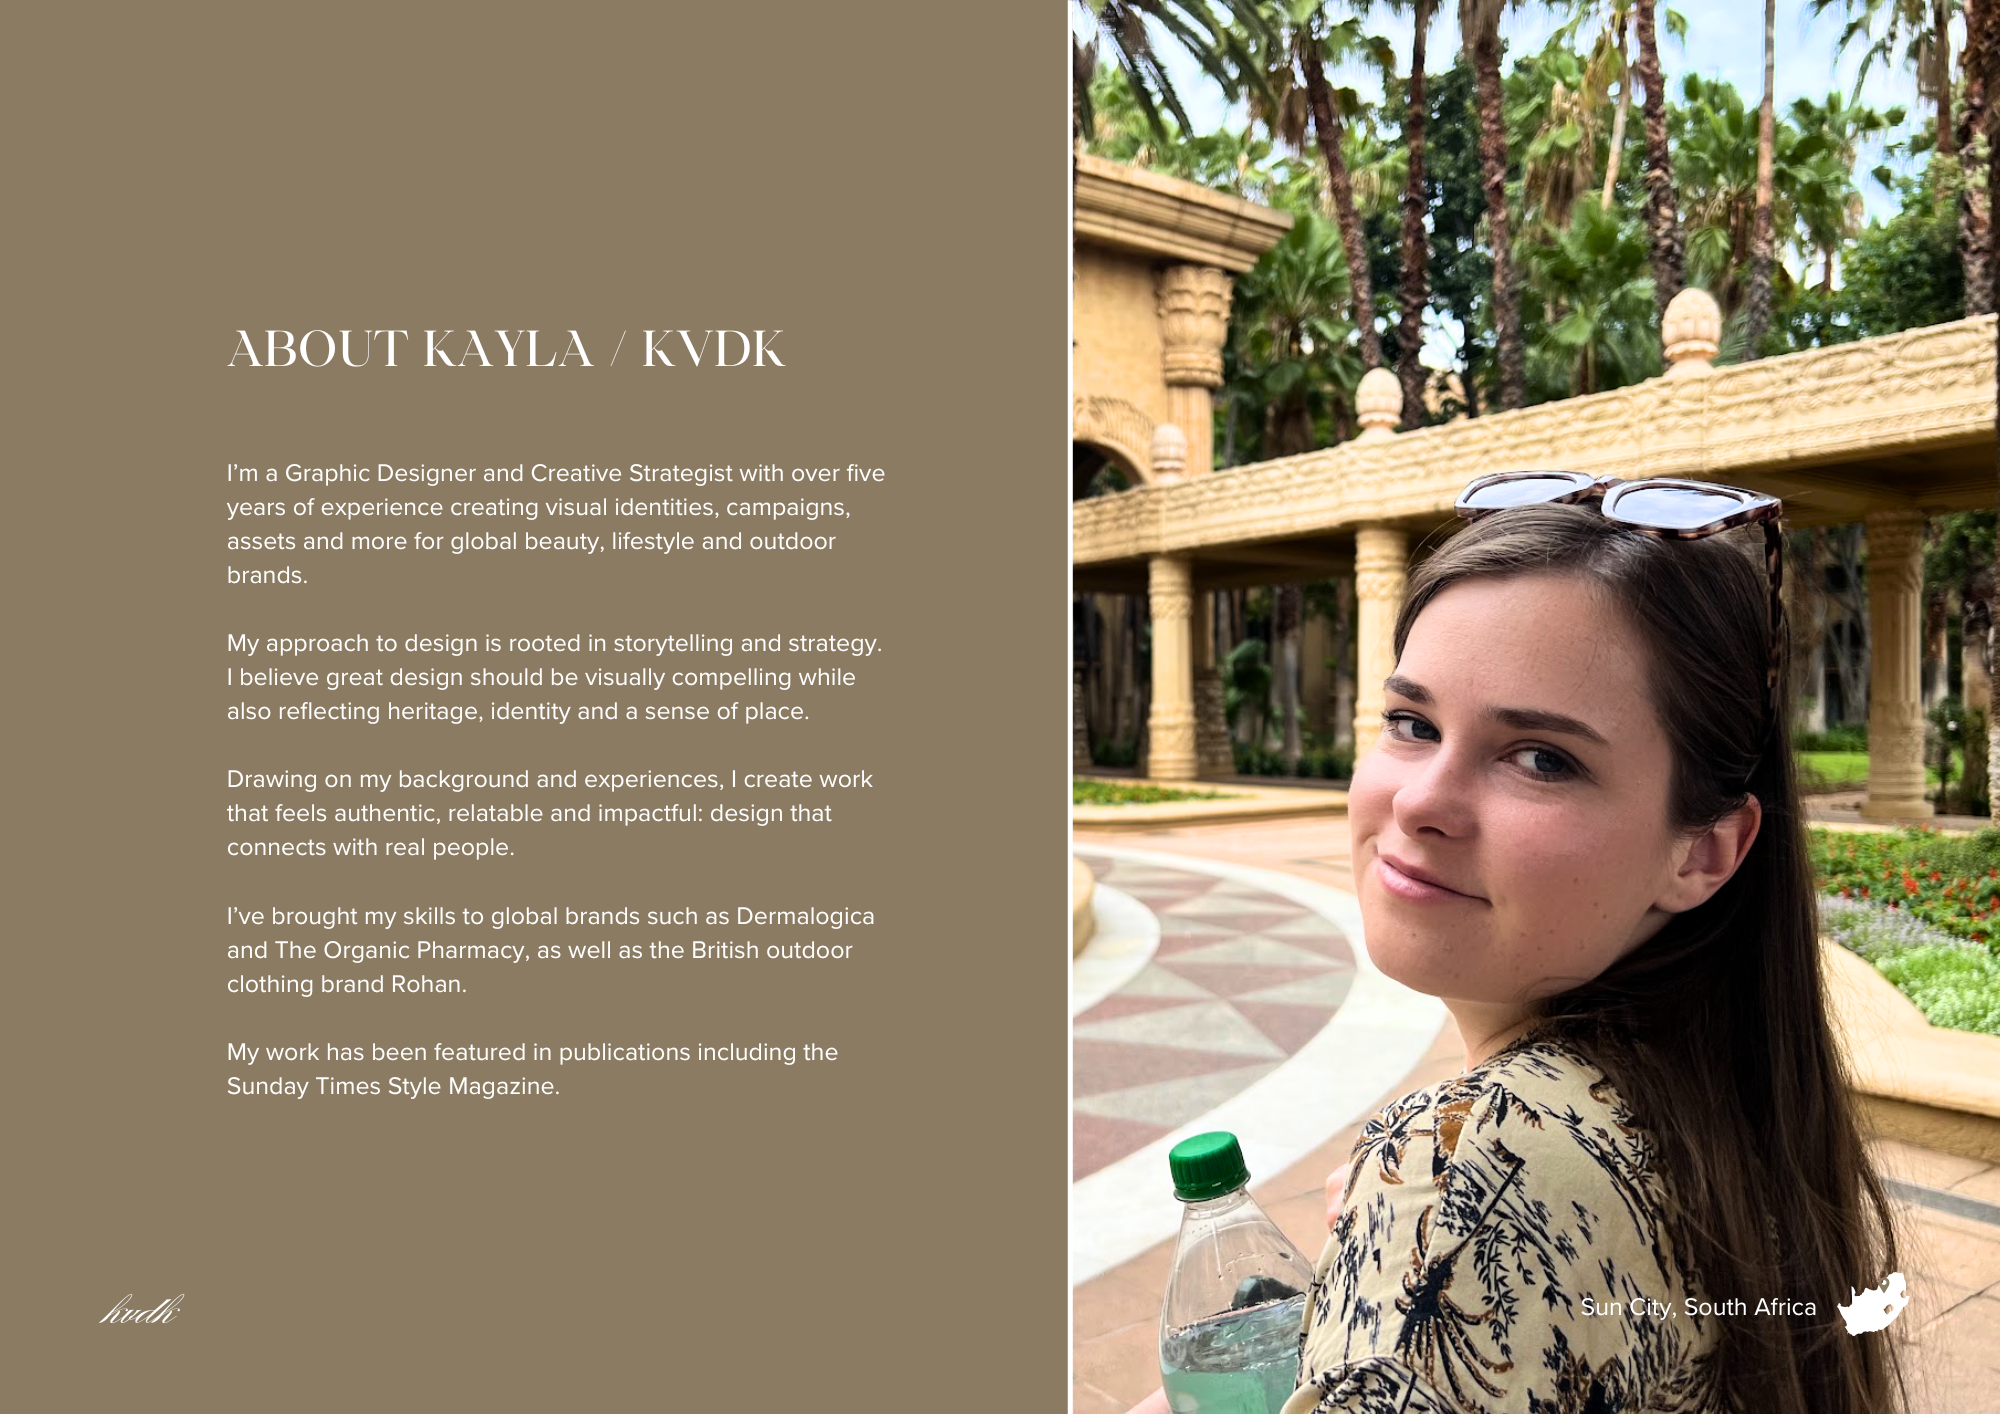 ABOUT KAYLA / KVDK
I’m a Graphic Designer and Creative Strategist with over five
years of experience creating visual identities, campaigns,
assets and more for global beauty, lifestyle and outdoor
brands.
My approach to design is rooted in storytelling and strategy.
I believe great design should be visually compelling while
also reflecting heritage, identity and a sense of place.
Drawing on my background and experiences, I create work
that feels authentic, relatable and impactful: design that
connects with real people.
I’ve brought my skills to global brands such as Dermalogica
and The Organic Pharmacy, as well as the British outdoor
clothing brand Rohan.
My work has been featured in publications including the
Sunday Times Style Magazine.
kvdk
Sun City, South Africa